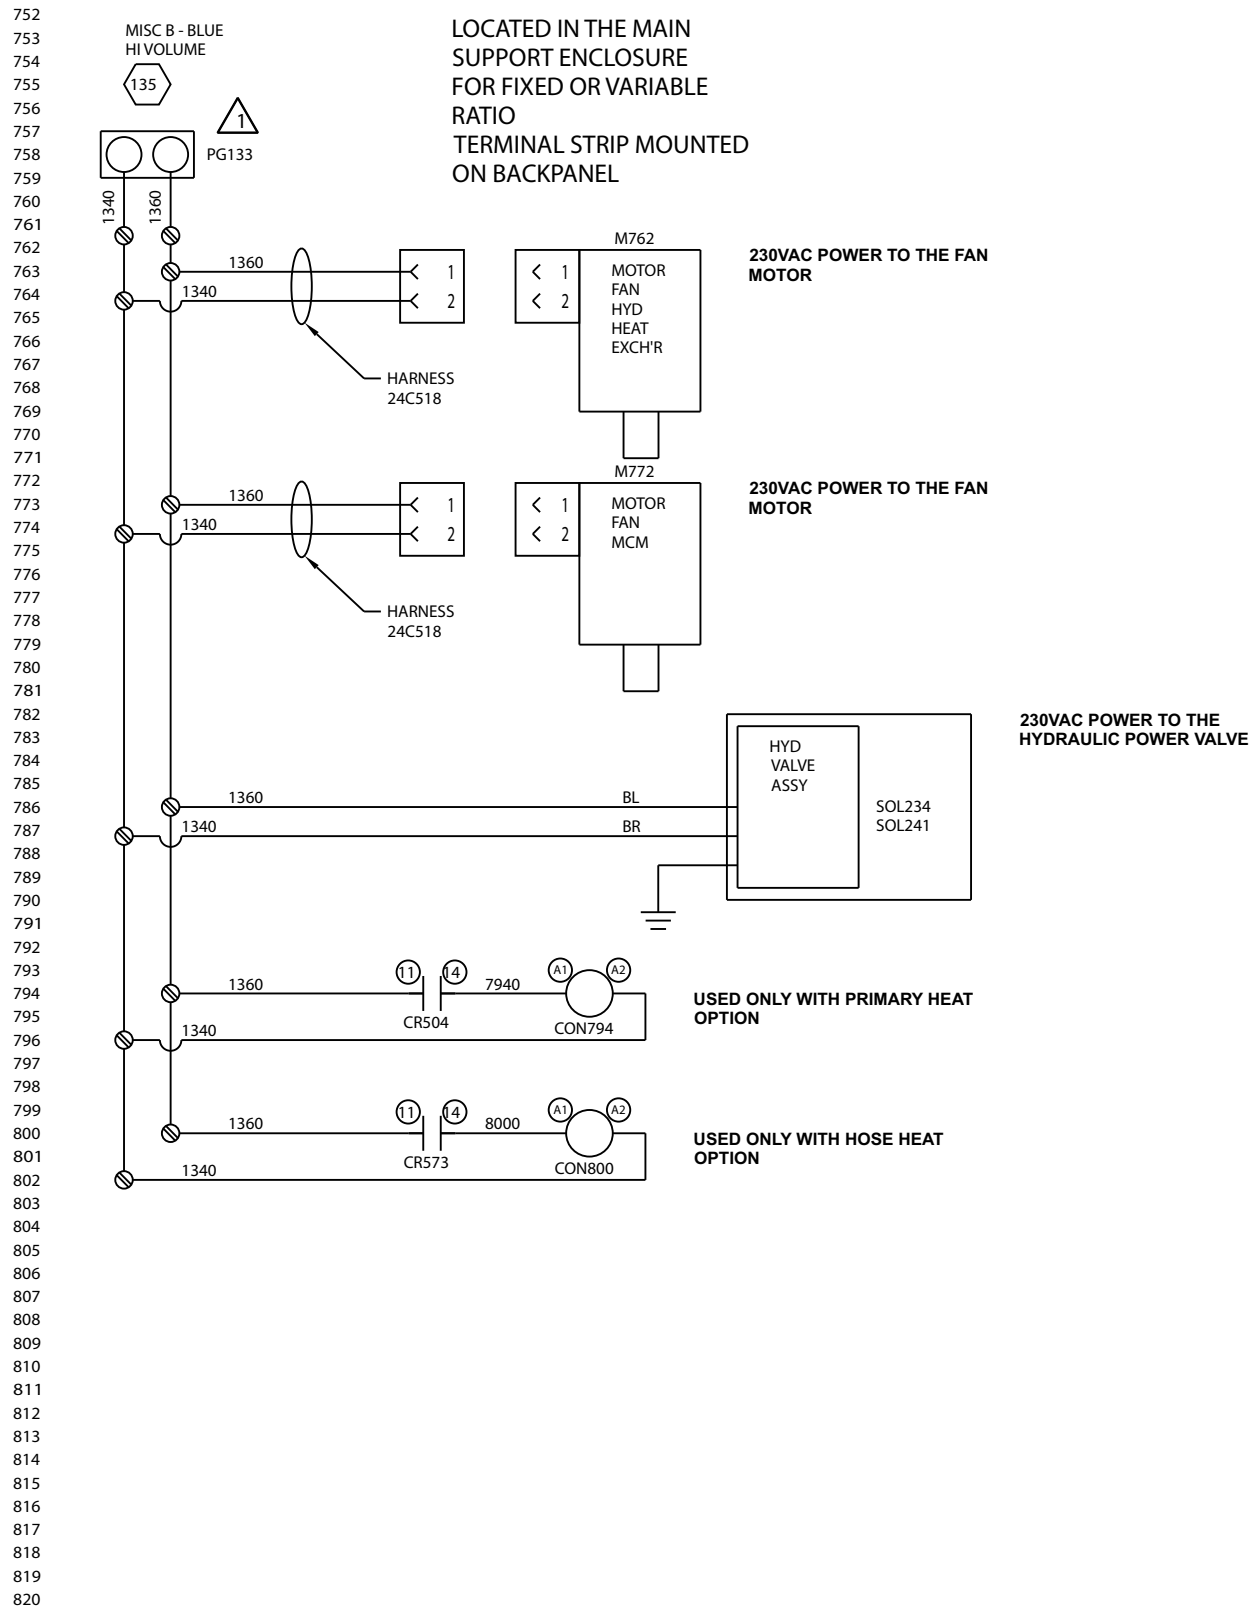 752
753
754
755
756
757
758
759
760
761
762
763
764
765
766
767
768
769
770
771
772
773
774
775
776
777
778
779
780
781
782
783
784
785
786
787
788
789
790
791
792
793
794
795
796
797
798
799
800
801
802
803
804
805
806
807
808
809
810
811
812
813
814
815
816
817
818
819
820
MISC B - BLUE
HI VOLUME
135
1
PG133
1340
1360
LOCATED IN THE MAIN
SUPPORT ENCLOSURE
FOR FIXED OR VARIABLE
RATIO
TERMINAL STRIP MOUNTED
ON BACKPANEL
1360
1340
HARNESS
24C518
1
2
1
2
M762
MOTOR
FAN
HYD
HEAT
EXCH'R
230VAC POWER TO THE FAN
MOTOR
1360
1340
HARNESS
24C518
1
2
1
2
M772
MOTOR
FAN
MCM
230VAC POWER TO THE FAN
MOTOR
1360
1340
BL
BR
HYD
VALVE
ASSY
SOL234
SOL241
230VAC POWER TO THE
HYDRAULIC POWER VALVE
1360
11
14
CR504
7940
A1
A2
CON794
1340
USED ONLY WITH PRIMARY HEAT
OPTION
1360
11
14
CR573
8000
A1
A2
CON800
1340
USED ONLY WITH HOSE HEAT
OPTION